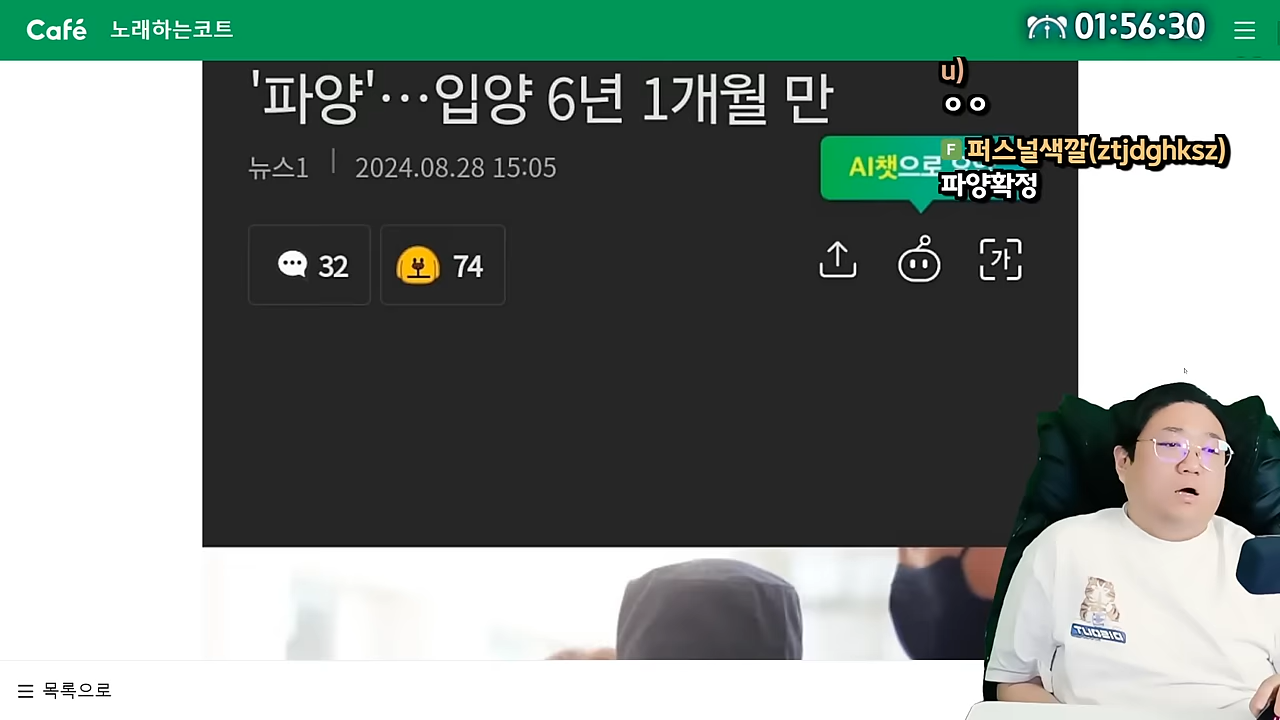 Café 노래하는코트
01:56:30
'파양'…입양 6년 1개월 만
뉴스1 | 2024.08.28 15:05
AI챗으로
u)
ㅇㅇ
F 퍼스널색깔(ztjdghksz)
파양확정
32
74
가
목록으로